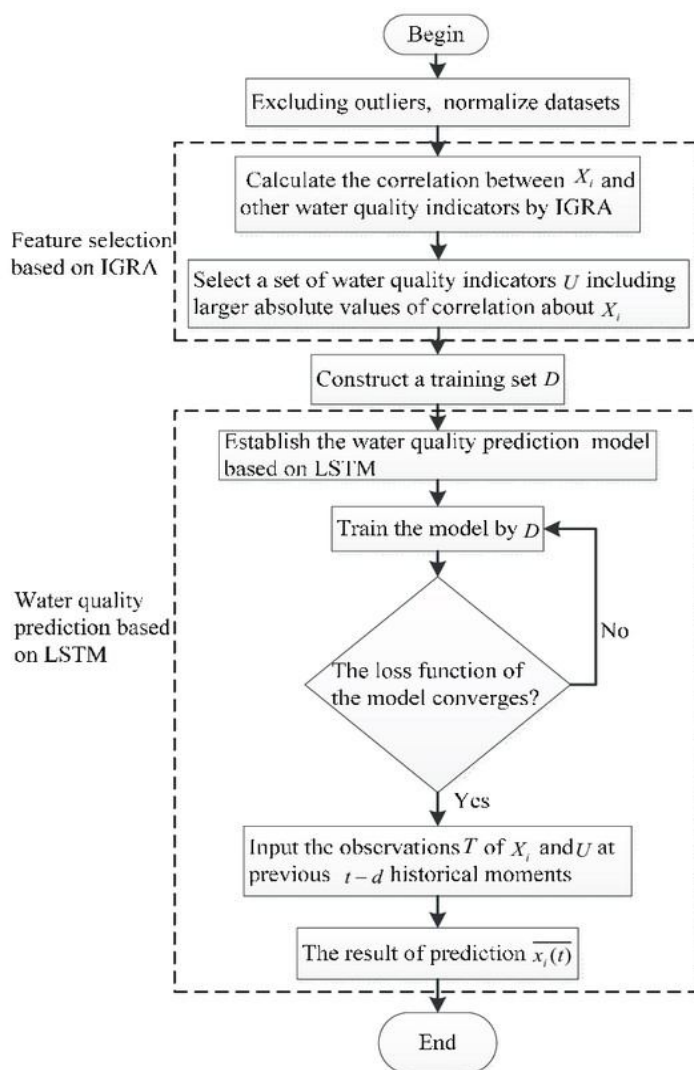 Begin
Excluding outliers, normalize datasets
Calculate the correlation between X_i and
other water quality indicators by IGRA
Feature selection
based on IGRA
Select a set of water quality indicators U including
larger absolute values of correlation about X_i
Construct a training set D
Establish the water quality prediction model
based on LSTM
Train the model by D
Water quality
prediction based
on LSTM
No
The loss function of
the model converges?
Yes
Input the observations T of X_i and U at
previous t−d historical moments
The result of prediction \overline{x_i(t)}
End